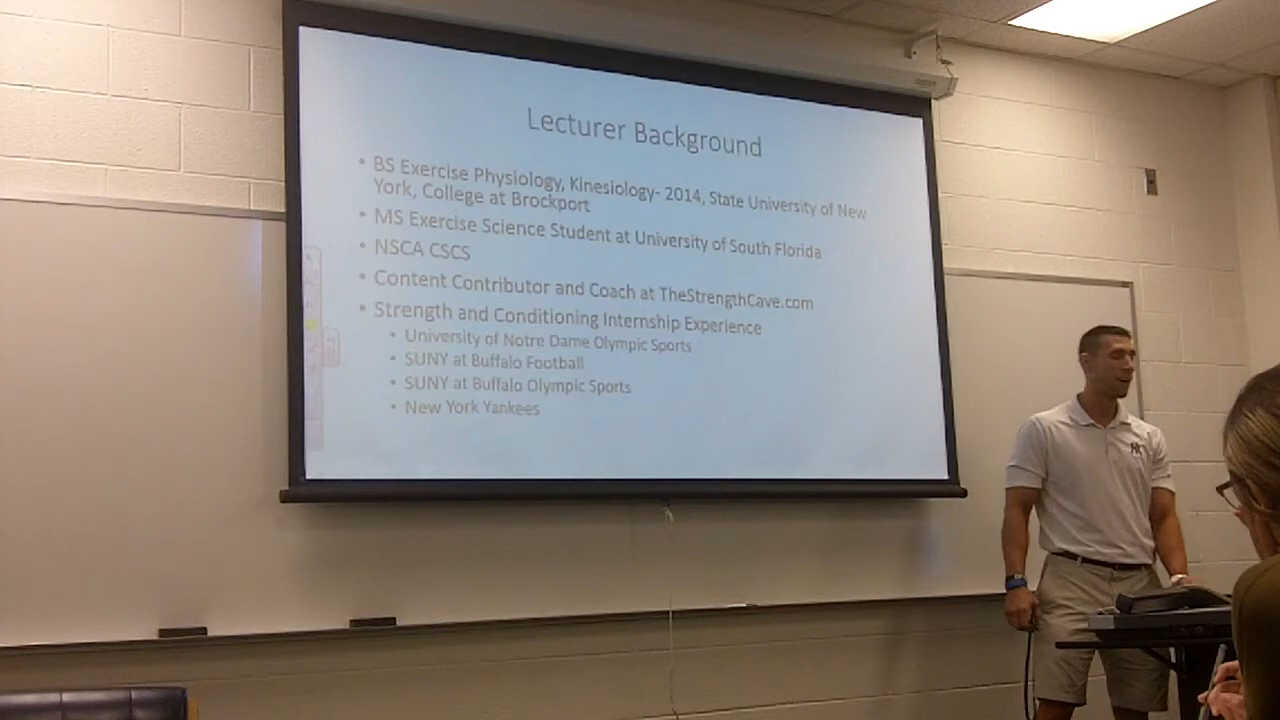 Lecturer Background
• BS Exercise Physiology, Kinesiology- 2014, State University of New
York, College at Brockport
• MS Exercise Science Student at University of South Florida
• NSCA CSCS
• Content Contributor and Coach at TheStrengthCave.com
• Strength and Conditioning Internship Experience
• University of Notre Dame Olympic Sports
• SUNY at Buffalo Football
• SUNY at Buffalo Olympic Sports
• New York Yankees
NY